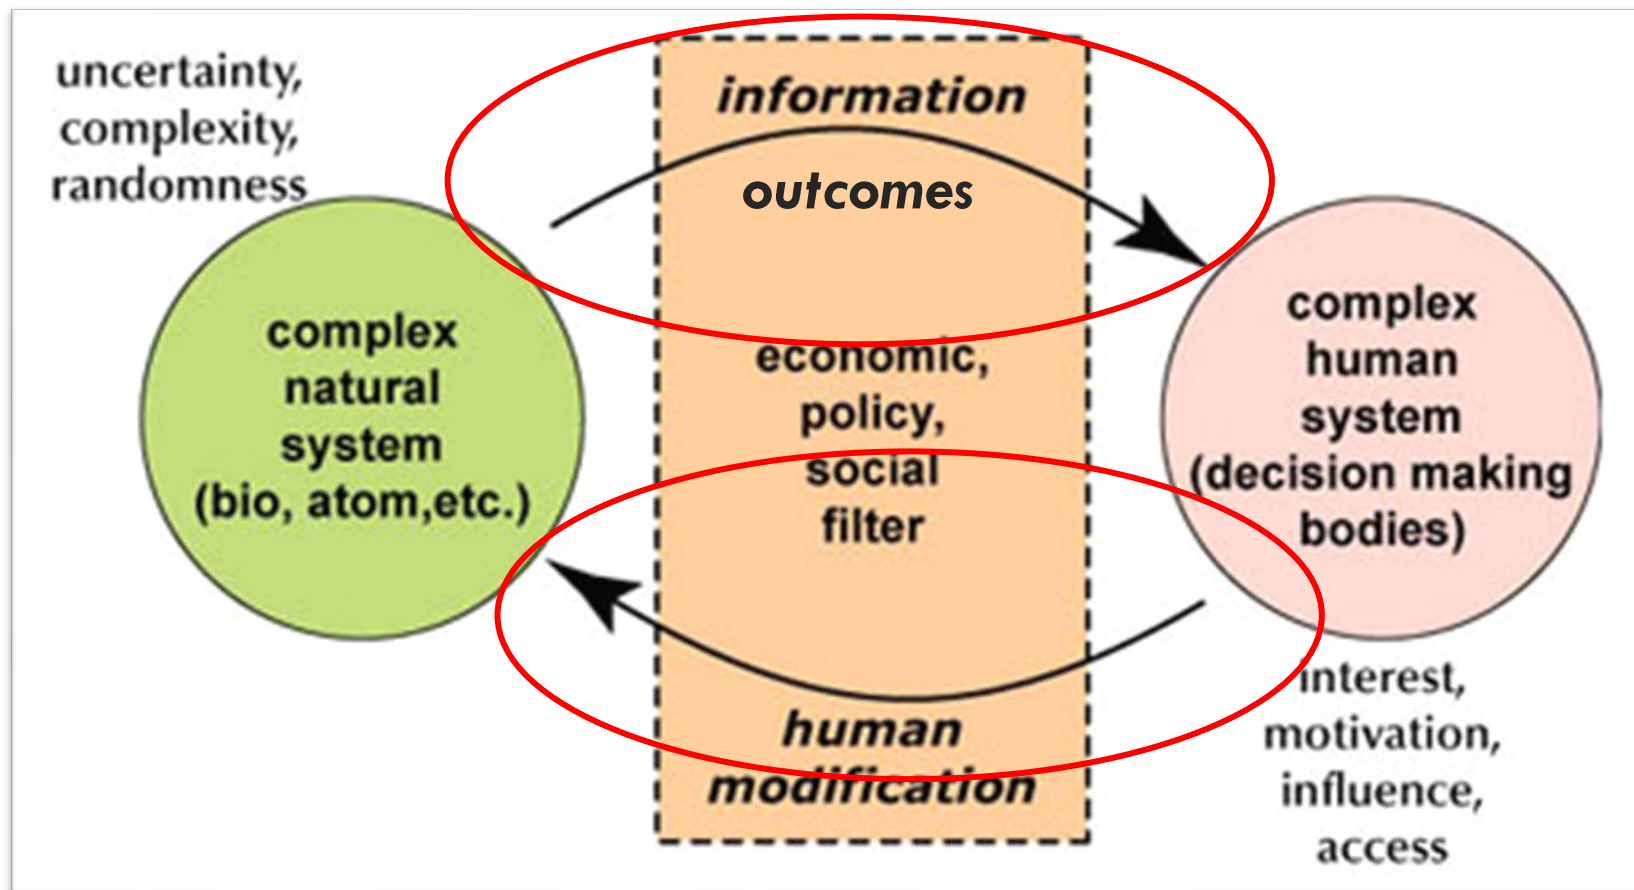 uncertainty,
complexity,
randomness
information
outcomes
complex
natural
system
(bio, atom,etc.)
economic,
policy,
social
filter
complex
human
system
(decision making
bodies)
human
modification
interest,
motivation,
influence,
access